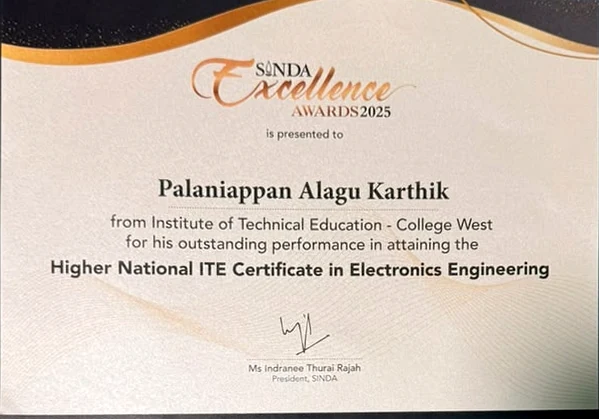 SINDA
Excellence
AWARDS 2025
is presented to
Palaniappan Alagu Karthik
from Institute of Technical Education - College West
for his outstanding performance in attaining the
Higher National ITE Certificate in Electronics Engineering
Ms Indranee Thurai Rajah
President, SINDA